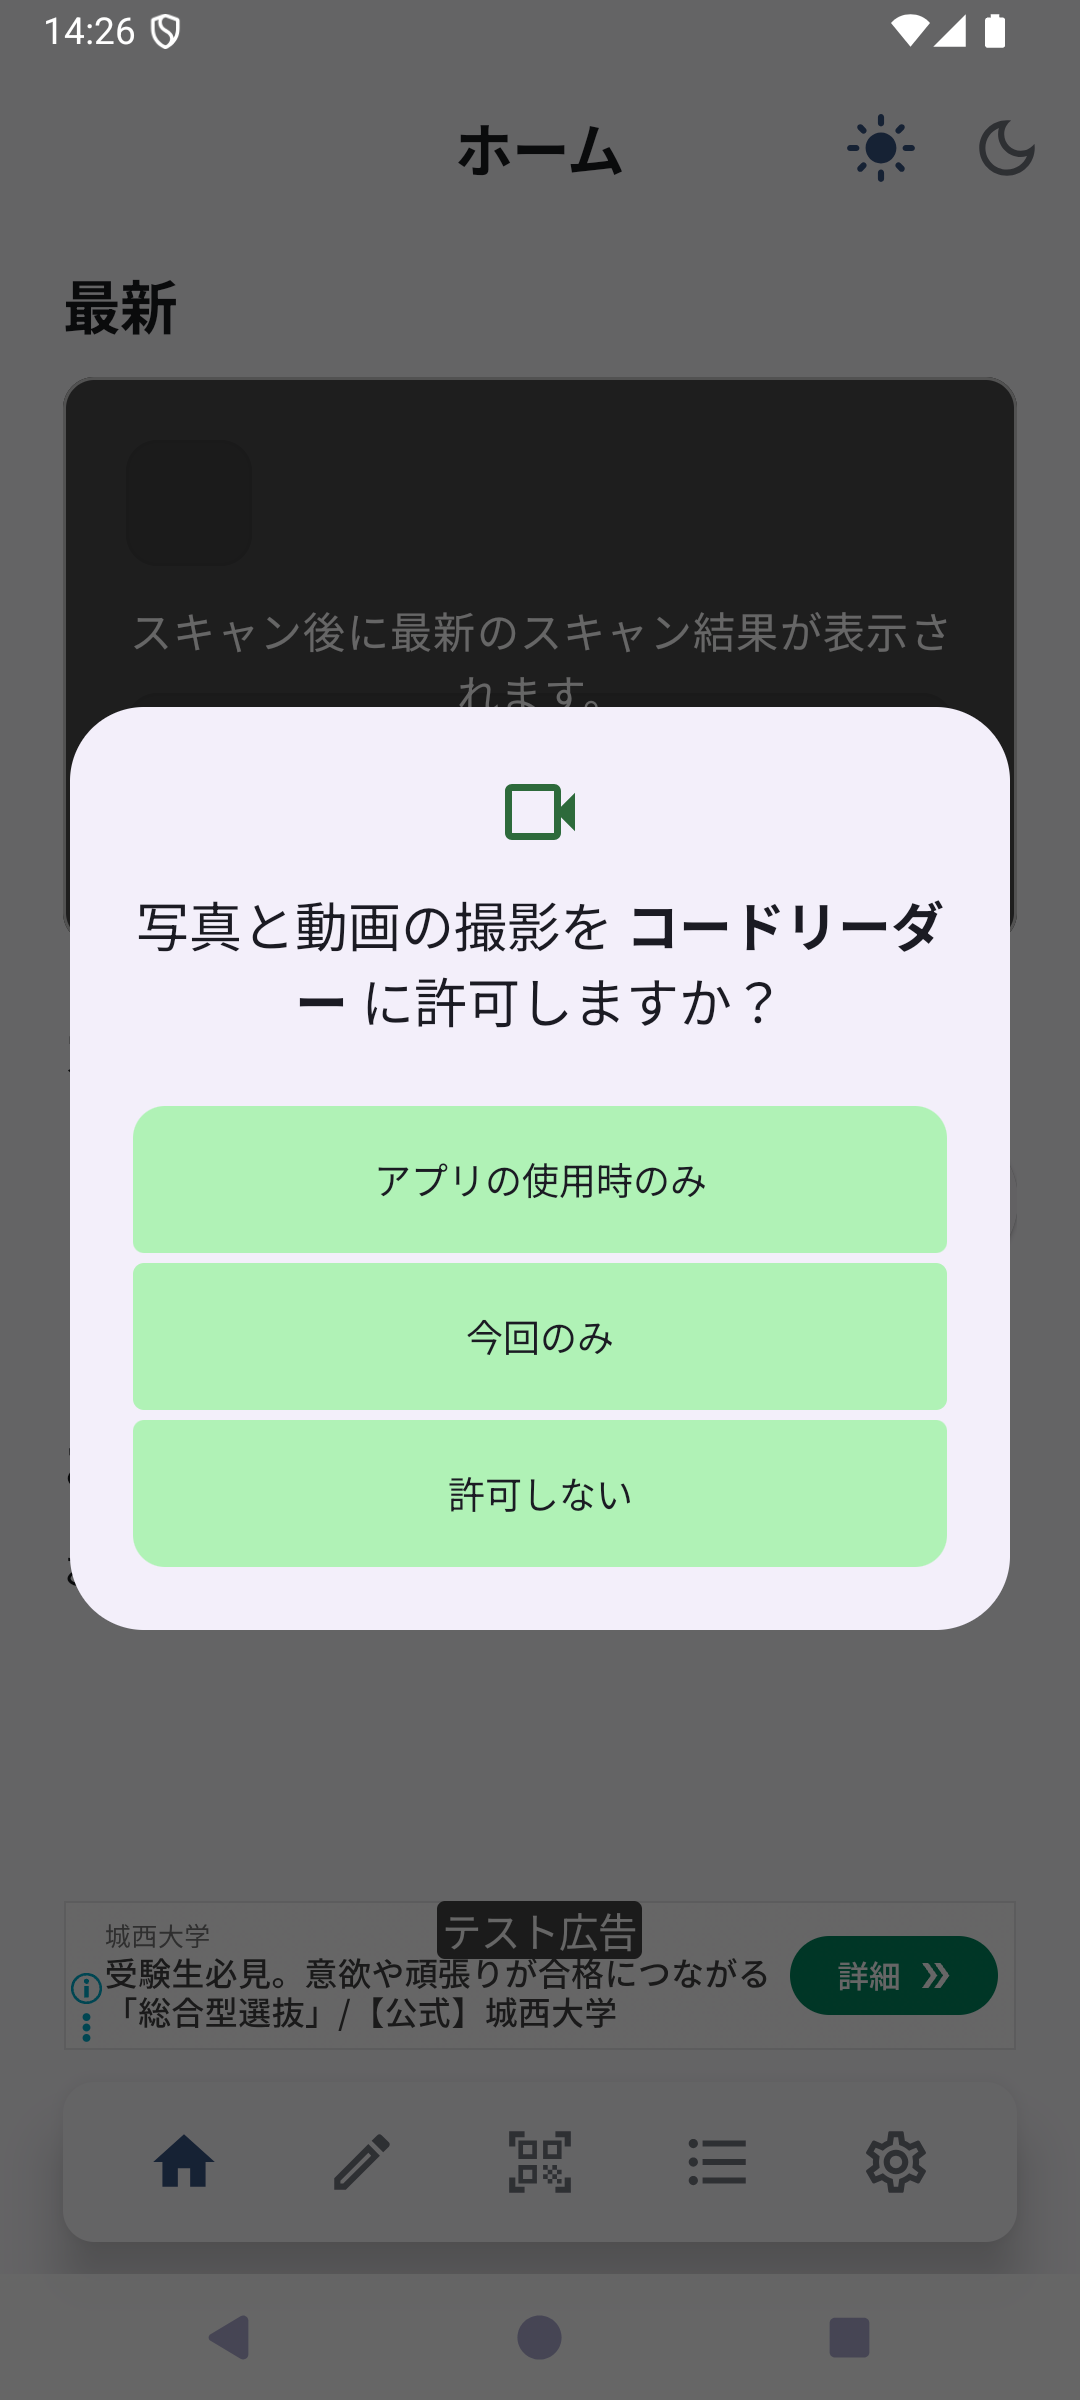 14:26
ホーム
最新
スキャン後に最新のスキャン結果が表示さ
れます。
写真と動画の撮影を コードリーダ
ー に許可しますか？
アプリの使用時のみ
今回のみ
許可しない
テスト広告
城西大学
受験生必見。意欲や頑張りが合格につながる
「総合型選抜」/【公式】城西大学
詳細